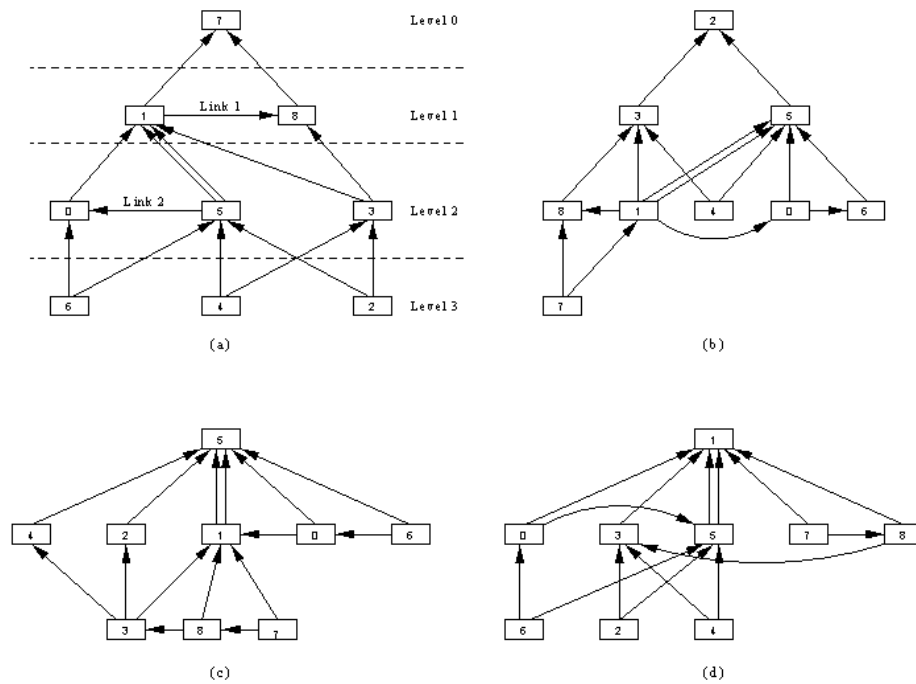 7 Level 0
Link 1
1 8 Level 1
Link 2
0 5 3 Level 2
6 4 2 Level 3
(a)
2
3 5
8 1 4 0 6
7
(b)
5
4 2 1 0 6
3 8 7
(c)
1
0 3 5 7 8
6 2 4
(d)